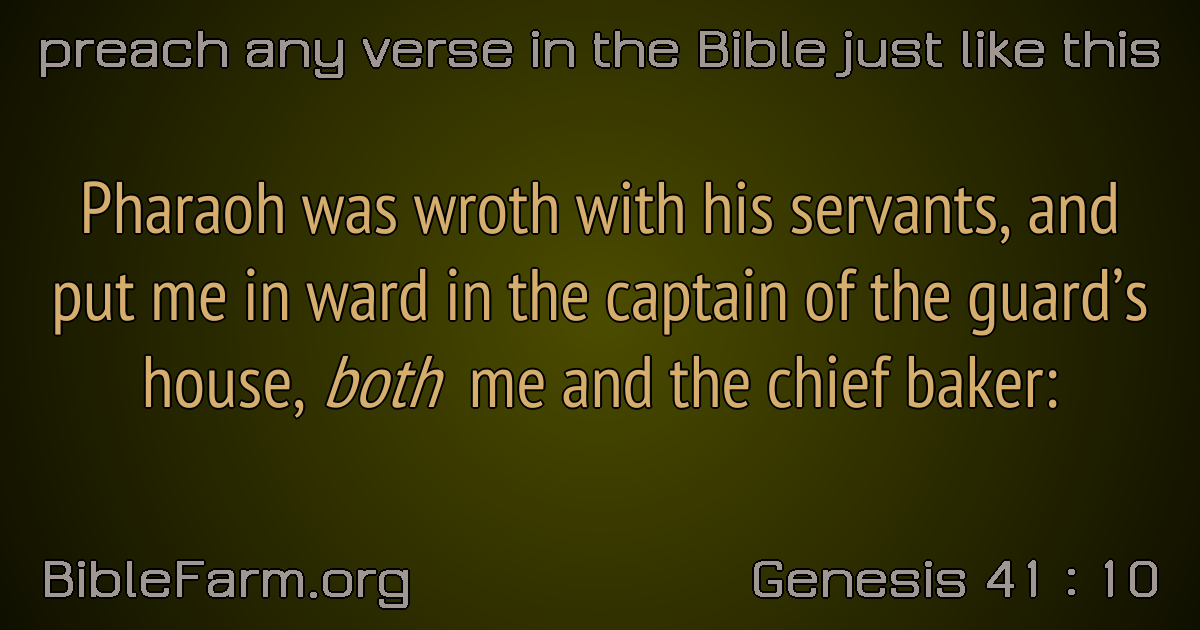 preach any verse in the Bible just like this
Pharaoh was wroth with his servants, and
put me in ward in the captain of the guard’s
house, both me and the chief baker:
BibleFarm.org
Genesis 41 : 10